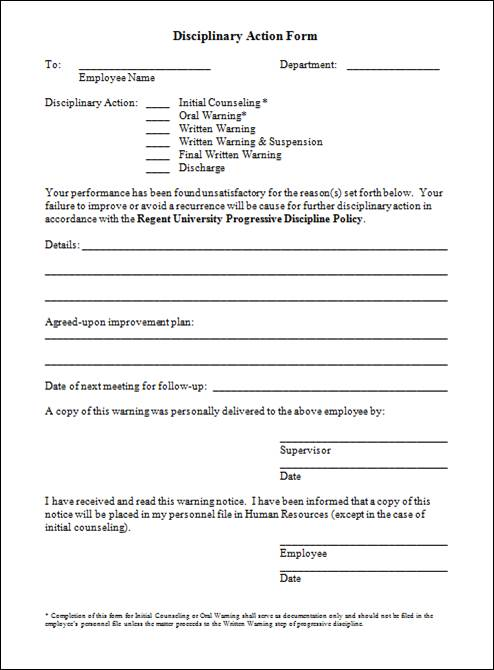 Disciplinary Action Form
To: ______________________ Department: ________________
Employee Name
Disciplinary Action: ____ Initial Counseling*
____ Oral Warning*
____ Written Warning
____ Written Warning & Suspension
____ Final Written Warning
____ Discharge
Your performance has been found unsatisfactory for the reason(s) set forth below. Your
failure to improve or avoid a recurrence will be cause for further disciplinary action in
accordance with the Regent University Progressive Discipline Policy.
Details: ______________________________
Agreed-upon improvement plan:
Date of next meeting for follow-up: ______________________________
A copy of this warning was personally delivered to the above employee by:
Supervisor
Date
I have received and read this warning notice. I have been informed that a copy of this
notice will be placed in my personnel file in Human Resources (except in the case of
initial counseling).
Employee
Date
* Completion of this form for Initial Counseling or Oral Warning shall serve as documentation only and should not be filed in the
employee's personnel file unless the matter proceeds to the Written Warning step of progressive discipline.